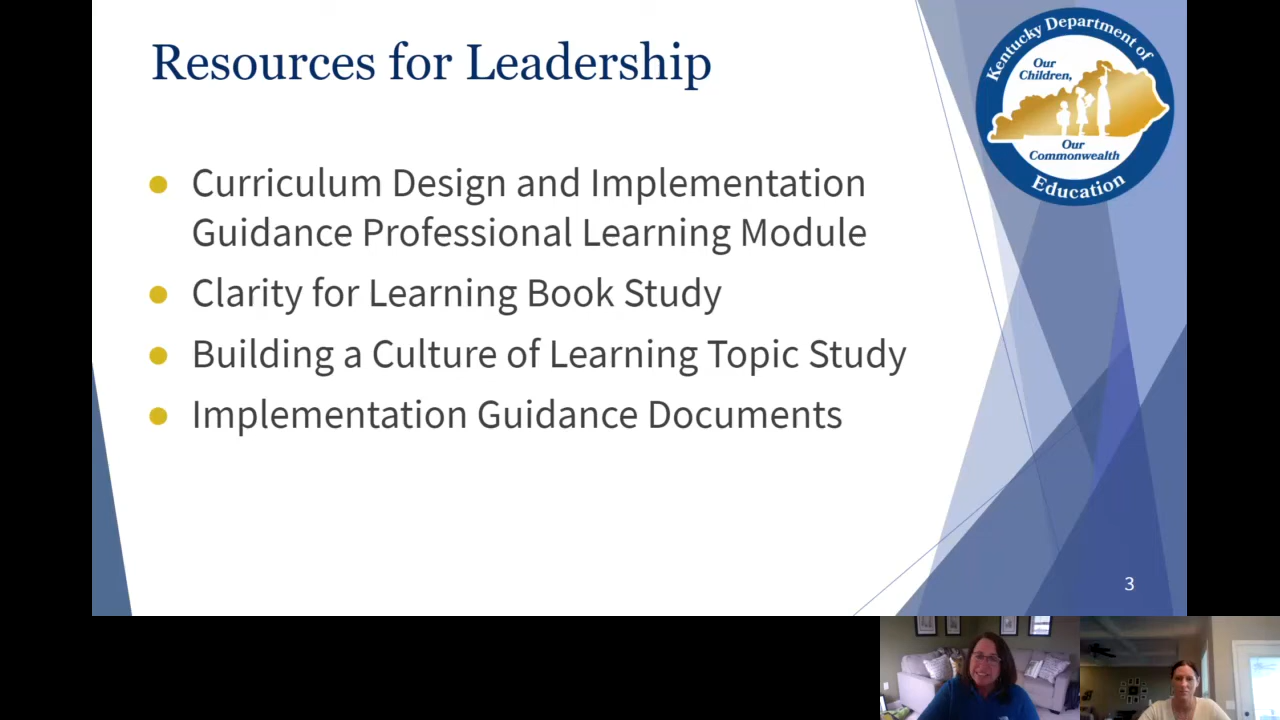 Resources for Leadership
Kentucky Department of
Our
Children,
Our
Commonwealth
Education
Curriculum Design and Implementation
Guidance Professional Learning Module
Clarity for Learning Book Study
Building a Culture of Learning Topic Study
Implementation Guidance Documents
3